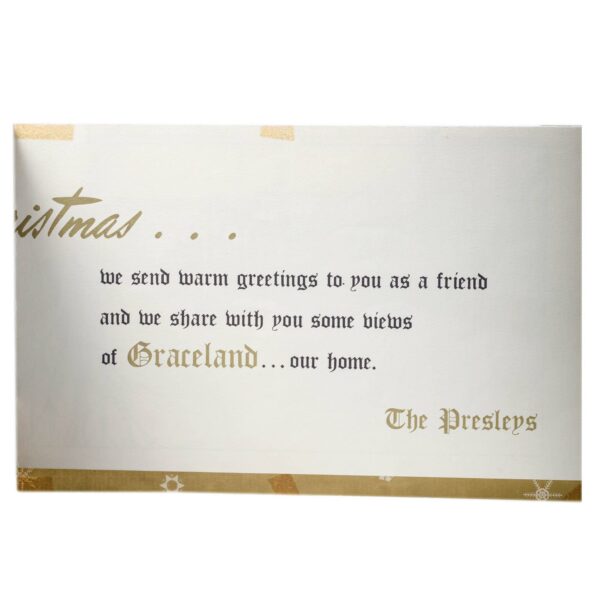 istmas . . .
we send warm greetings to you as a friend
and we share with you some views
of Graceland...our home.
The Presleys